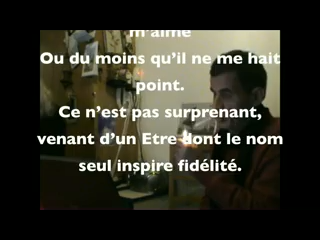 m'aime
Ou du moins qu'il ne me hait
point.
Ce n'est pas surprenant,
venant d'un Etre dont le nom
seul inspire fidélité.